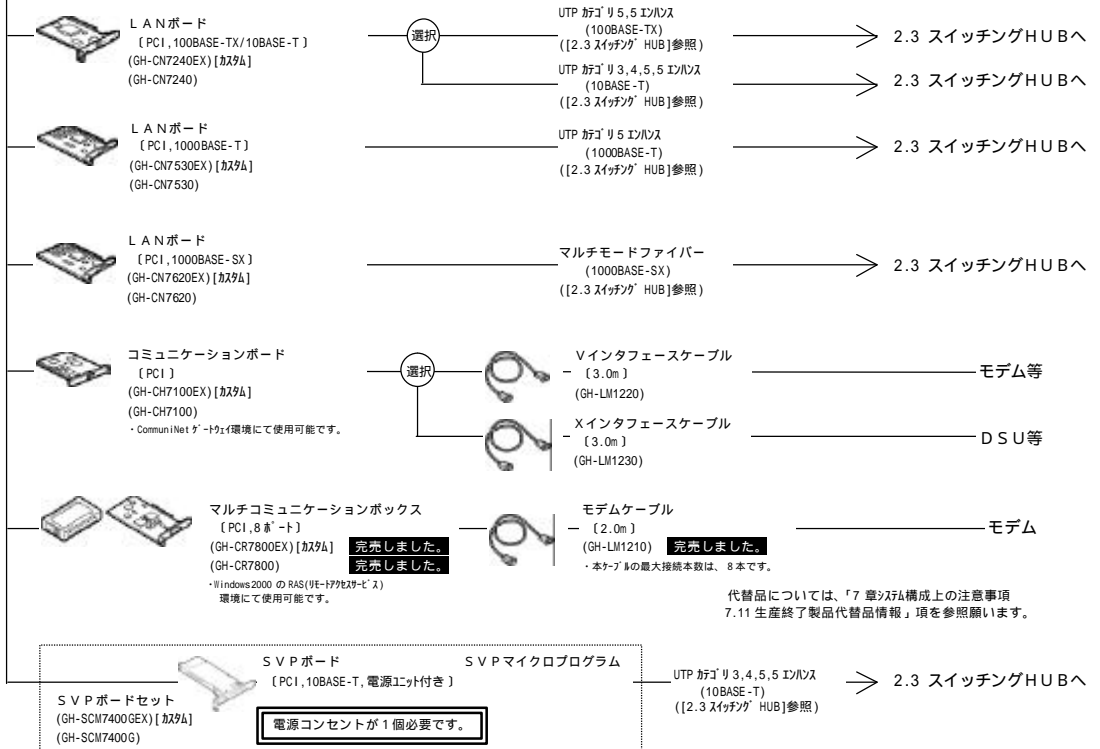 ＬＡＮボード
〔PCI,100BASE-TX/10BASE-T〕
(GH-CN7240EX)[ｶｽﾀﾑ]
(GH-CN7240)
選択
UTP ｶﾃｺﾞﾘ 5,5 ｴﾝﾊﾝｽ
(100BASE-TX)
([2.3 ｽｲｯﾁﾝｸﾞ HUB]参照)
2.3 スイッチングＨＵＢへ
UTP ｶﾃｺﾞﾘ 3,4,5,5 ｴﾝﾊﾝｽ
(10BASE-T)
([2.3 ｽｲｯﾁﾝｸﾞ HUB]参照)
2.3 スイッチングＨＵＢへ
ＬＡＮボード
〔PCI,1000BASE-T〕
(GH-CN7530EX)[ｶｽﾀﾑ]
(GH-CN7530)
UTP ｶﾃｺﾞﾘ 5 ｴﾝﾊﾝｽ
(1000BASE-T)
([2.3 ｽｲｯﾁﾝｸﾞ HUB]参照)
2.3 スイッチングＨＵＢへ
ＬＡＮボード
〔PCI,1000BASE-SX〕
(GH-CN7620EX)[ｶｽﾀﾑ]
(GH-CN7620)
マルチモードファイバー
(1000BASE-SX)
([2.3 ｽｲｯﾁﾝｸﾞ HUB]参照)
2.3 スイッチングＨＵＢへ
コミュニケーションボード
〔PCI〕
(GH-CH7100EX)[ｶｽﾀﾑ]
(GH-CH7100)
・CommuniNet ｹﾞｰﾄｳｪｲ環境にて使用可能です。
選択
Ｖインタフェースケーブル
〔3.0m〕
(GH-LM1220)
モデム等
Ｘインタフェースケーブル
〔3.0m〕
(GH-LM1230)
ＤＳＵ等
マルチコミュニケーションボックス
〔PCI,8 ﾎﾟｰﾄ〕
(GH-CR7800EX)[ｶｽﾀﾑ] 完売しました。
(GH-CR7800) 完売しました。
・Windows2000 の RAS(ﾘﾓｰﾄｱｸｾｽｻｰﾋﾞｽ)
環境にて使用可能です。
モデムケーブル
〔2.0m〕
(GH-LM1210) 完売しました。
・本ｹｰﾌﾞﾙの最大接続本数は、8本です。
モデム
代替品については、「7 章ｼｽﾃﾑ構成上の注意事項
7.11 生産終了製品代替品情報」項を参照願います。
ＳＶＰボード
〔PCI,10BASE-T,電源ﾕﾆｯﾄ付き〕
ＳＶＰマイクロプログラム
ＳＶＰボードセット
(GH-SCM7400GEX)[ｶｽﾀﾑ]
(GH-SCM7400G)
電源コンセントが1個必要です。
UTP ｶﾃｺﾞﾘ 3,4,5,5 ｴﾝﾊﾝｽ
(10BASE-T)
([2.3 ｽｲｯﾁﾝｸﾞ HUB]参照)
2.3 スイッチングＨＵＢへ